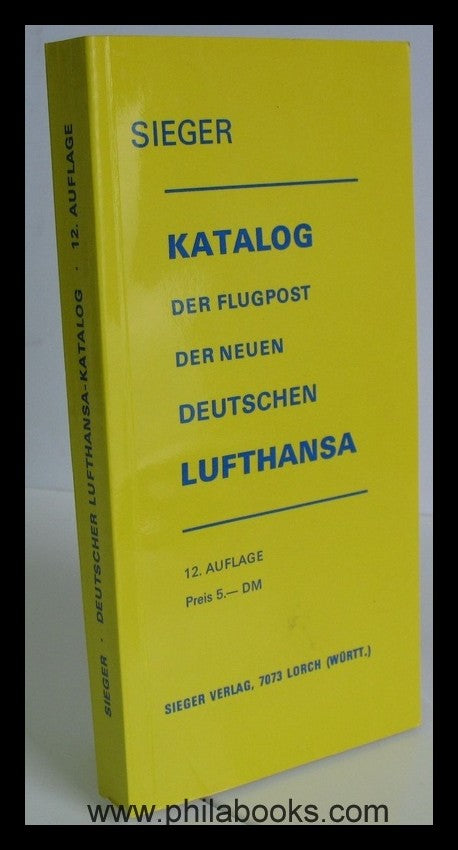 SIEGER
KATALOG
DER FLUGPOST
DER NEUEN
DEUTSCHEN
LUFTHANSA
12. AUFLAGE
Preis 5.— DM
SIEGER VERLAG, 7073 LORCH (WÜRTT.)
SIEGER · DEUTSCHER LUFTHANSA-KATALOG · 12. AUFLAGE
www.philabooks.com